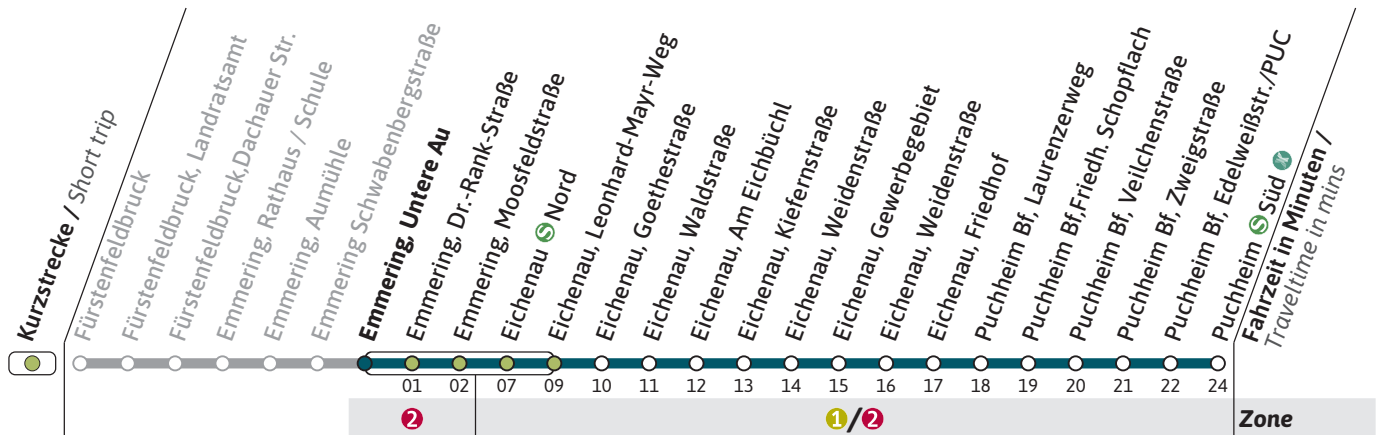 Kurzstrecke / Short trip
Fürstenfeldbruck
Fürstenfeldbruck, Landratsamt
Fürstenfeldbruck,Dachauer Str.
Emmering, Rathaus / Schule
Emmering, Aumühle
Emmering Schwabenbergstraße
Emmering, Untere Au
Emmering, Dr.-Rank-Straße
Emmering, Moosfeldstraße
Eichenau S Nord
Eichenau, Leonhard-Mayr-Weg
Eichenau, Goethestraße
Eichenau, Waldstraße
Eichenau, Am Eichbüchl
Eichenau, Kiefernstraße
Eichenau, Weidenstraße
Eichenau, Gewerbegebiet
Eichenau, Weidenstraße
Eichenau, Friedhof
Puchheim Bf, Laurenzerweg
Puchheim Bf,Friedh. Schopflach
Puchheim Bf, Veilchenstraße
Puchheim Bf, Zweigstraße
Puchheim Bf, Edelweißstr./PUC
Puchheim S Süd X
Fahrzeit in Minuten /
Traveltime in mins
01 02 07 09 10 11 12 13 14 15 16 17 18 19 20 21 22 24
2 1/2 Zone